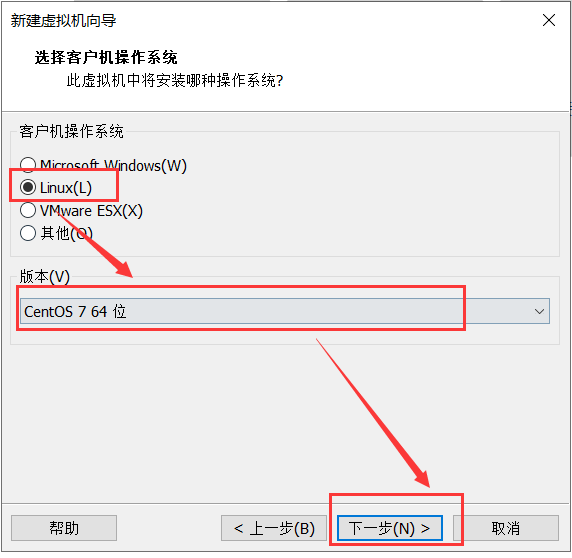 新建虚拟机向导
选择客户机操作系统
此虚拟机中将安装哪种操作系统?
客户机操作系统
Microsoft Windows(W)
Linux(L)
VMware ESX(X)
其他(O)
版本(V)
CentOS 7 64 位
帮助
< 上一步(B)
下一步(N) >
取消